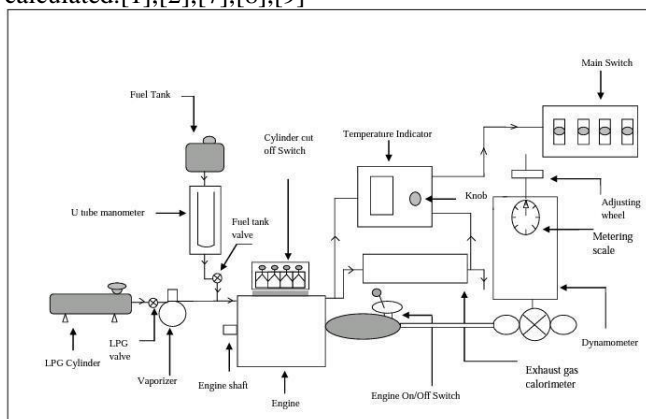 calculated.[1],[2],[7],[8],[9]
Main Switch
Fuel Tank
Cylinder cut
off Switch
Temperature Indicator
Knob
Adjusting
wheel
U tube manometer
Fuel tank
valve
Metering
scale
LPG
valve
LPG Cylinder
Vaporizer
Engine shaft
Engine
Engine On/Off Switch
Exhaust gas
calorimeter
Dynamometer